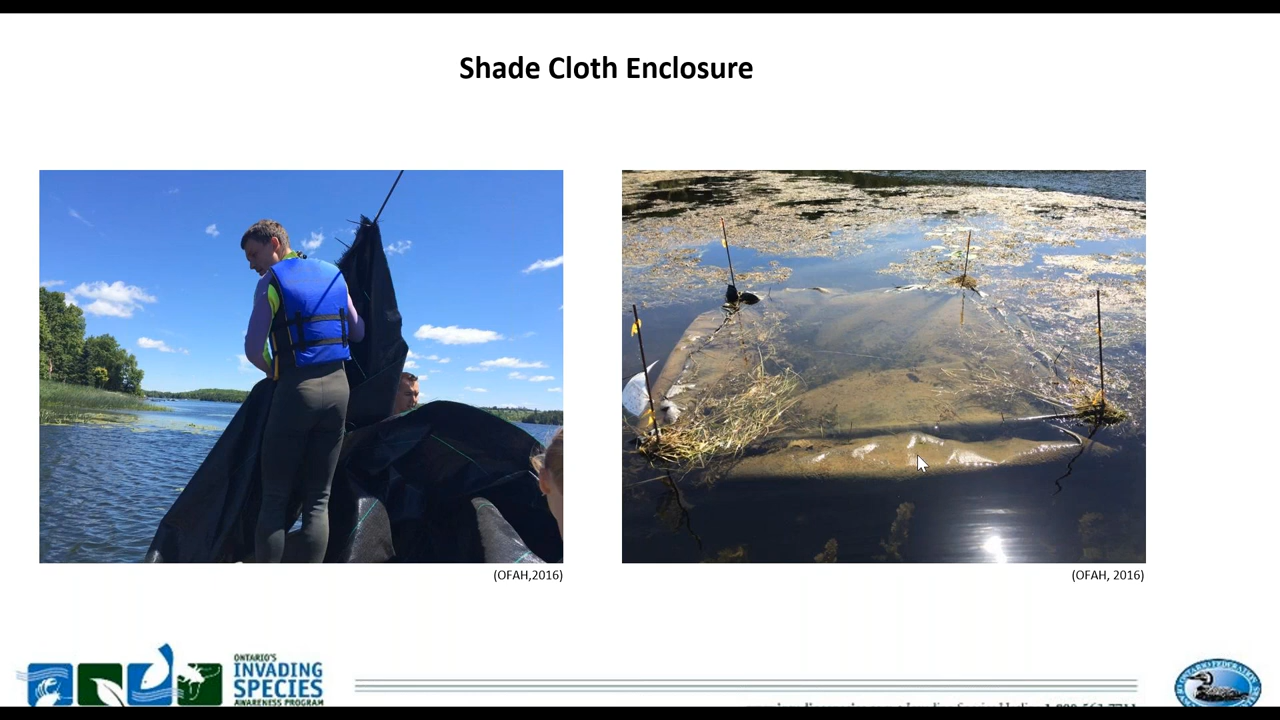 Shade Cloth Enclosure
(OFAH,2016)
(OFAH, 2016)
ONTARIO'S
INVADING
SPECIES
AWARENESS PROGRAM